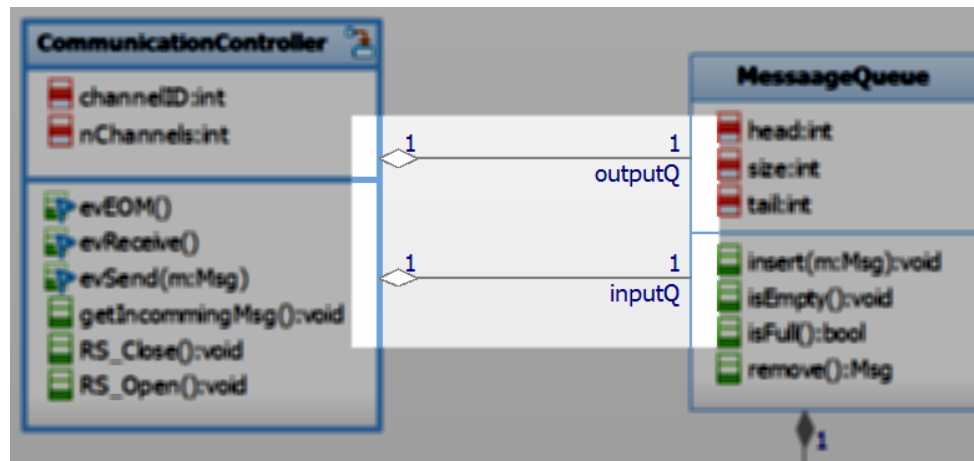 CommunicationController
channelID:int
nChannels:int
evEOM()
evReceive()
evSend(m:Msg)
getIncommingMsg():void
RS_Close():void
RS_Open():void
1 1
outputQ
1 1
inputQ
MessaageQueue
head:int
size:int
tail:int
insert(m:Msg):void
isEmpty():void
isFull():bool
remove():Msg
1